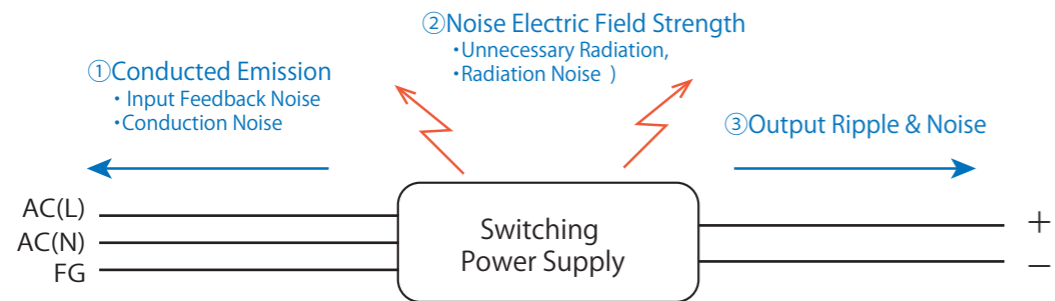 ②Noise Electric Field Strength
・Unnecessary Radiation,
・Radiation Noise )
①Conducted Emission
・ Input Feedback Noise
・Conduction Noise
③Output Ripple & Noise
AC(L)
AC(N)
FG
Switching
Power Supply
+
−